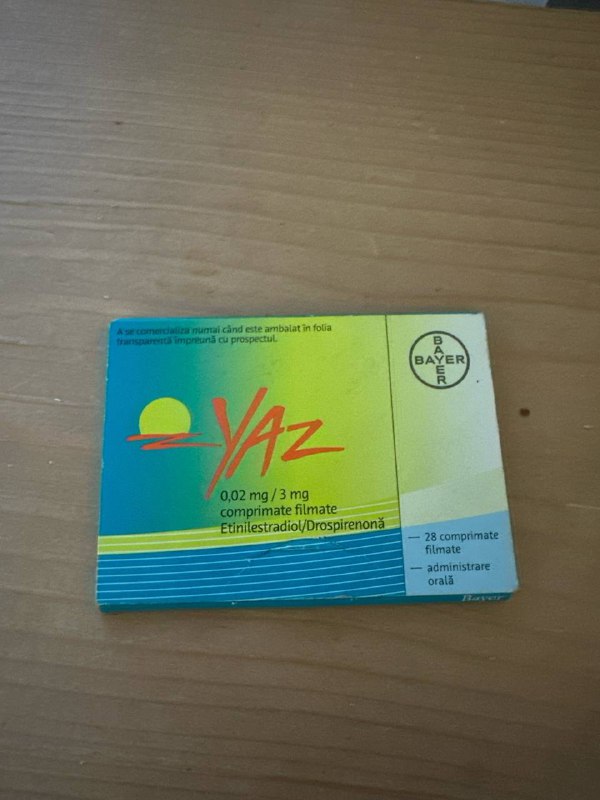 A se comercializa numai când este ambalat în folia
transparentă împreună cu prospectul.
BAYER
BAYER
YAZ
0,02 mg / 3 mg
comprimate filmate
Etinilestradiol/Drospirenonă
— 28 comprimate
filmate
— administrare
orală
Bayer